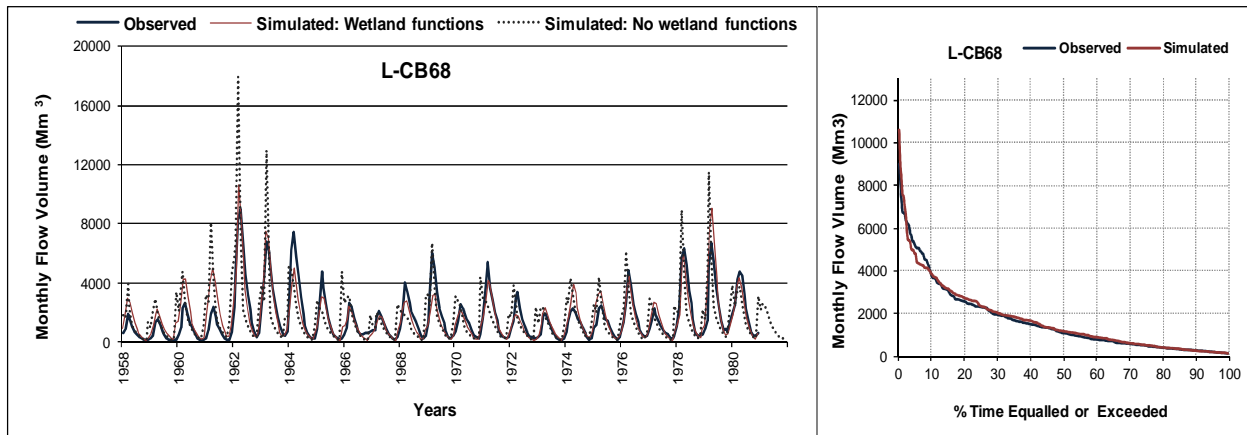 Observed Simulated: Wetland functions Simulated: No wetland functions
L-CB68
Monthly Flow Volume (Mm ³)
20000
16000
12000
8000
4000
0
1958 1960 1962 1964 1966 1968 1970 1972 1974 1976 1978 1980
Years
L-CB68 Observed Simulated
Monthly Flow Vlume (Mm3)
12000
10000
8000
6000
4000
2000
0
0 10 20 30 40 50 60 70 80 90 100
% Time Equalled or Exceeded